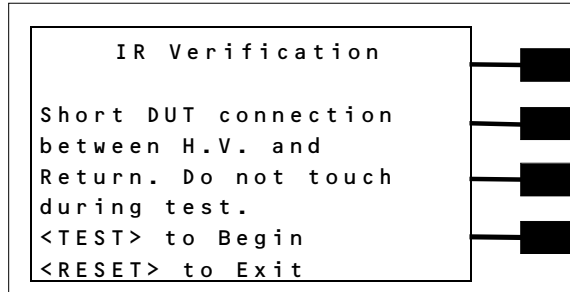 IR Verification
Short DUT connection
between H.V. and
Return. Do not touch
during test.
<TEST> to Begin
<RESET> to Exit